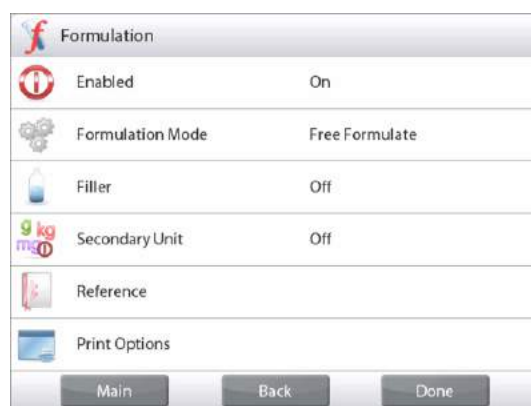 Formulation
Enabled On
Formulation Mode Free Formulate
Filler Off
g kg
mg
Secondary Unit Off
Reference
Print Options
Main Back Done